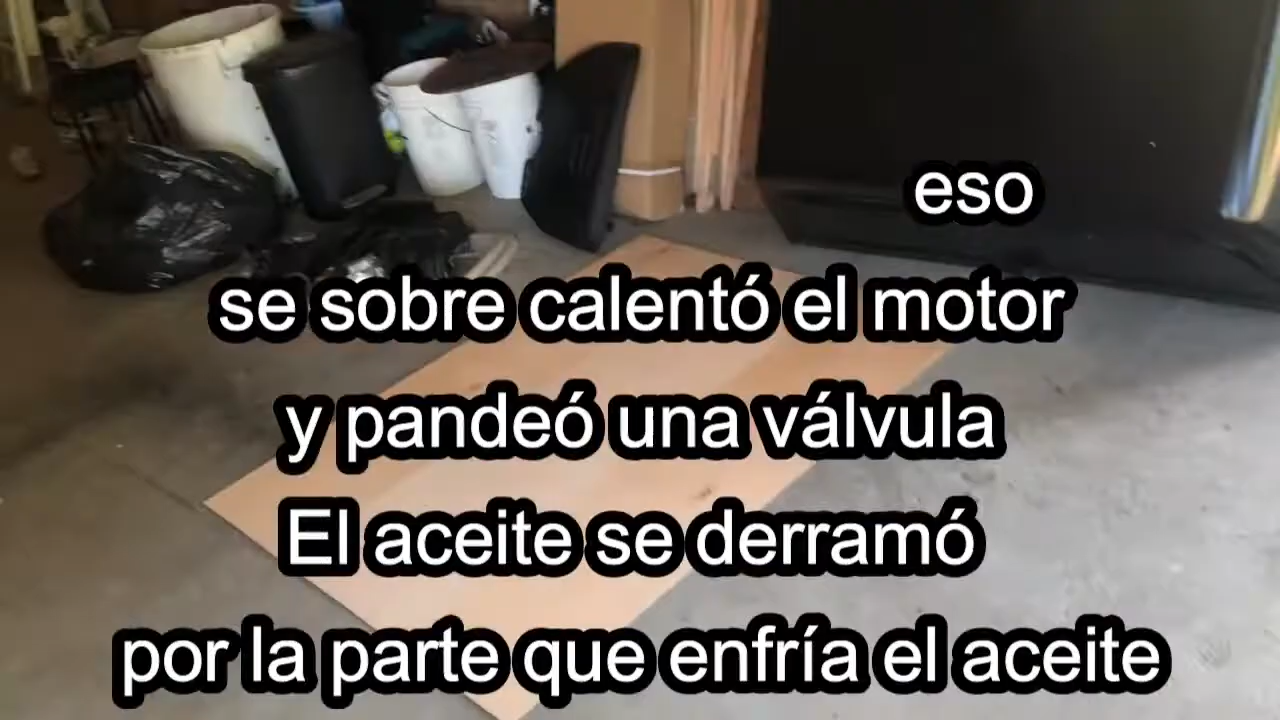 eso
se sobre calentó el motor
y pandeó una válvula
El aceite se derramó
por la parte que enfría el aceite